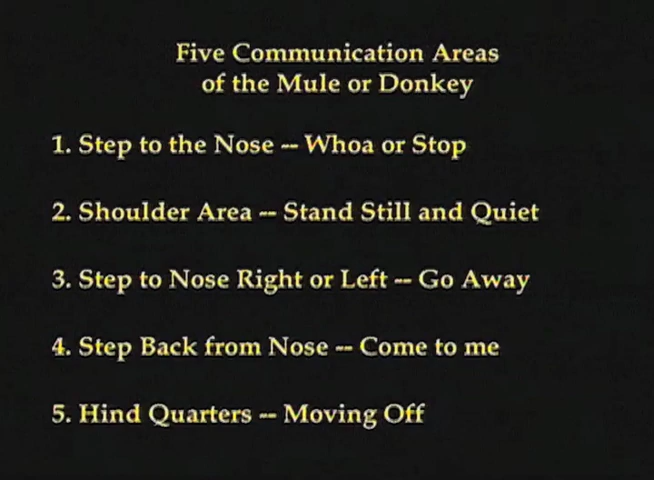 Five Communication Areas
of the Mule or Donkey
1. Step to the Nose -- Whoa or Stop
2. Shoulder Area -- Stand Still and Quiet
3. Step to Nose Right or Left -- Go Away
4. Step Back from Nose -- Come to me
5. Hind Quarters -- Moving Off